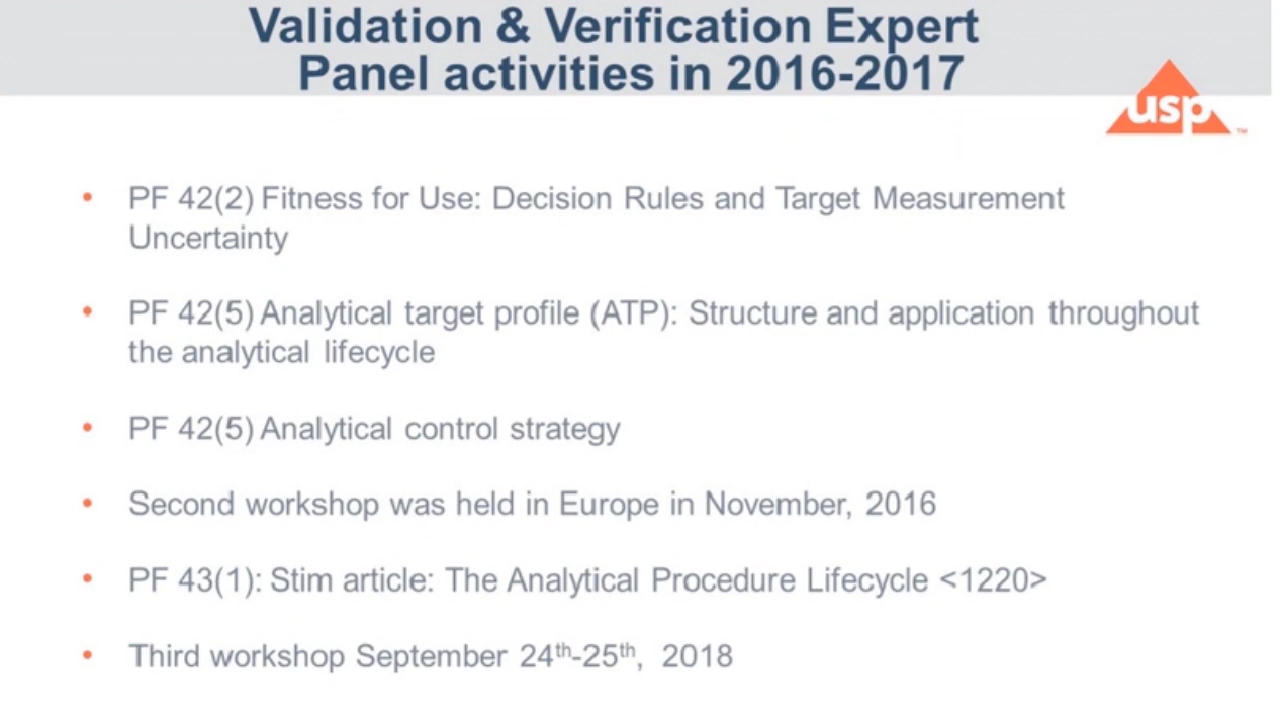 Validation & Verification Expert
Panel activities in 2016-2017
usp™
• PF 42(2) Fitness for Use: Decision Rules and Target Measurement
Uncertainty
• PF 42(5) Analytical target profile (ATP): Structure and application throughout
the analytical lifecycle
• PF 42(5) Analytical control strategy
• Second workshop was held in Europe in November, 2016
• PF 43(1): Stim article: The Analytical Procedure Lifecycle <1220>
• Third workshop September 24th-25th, 2018